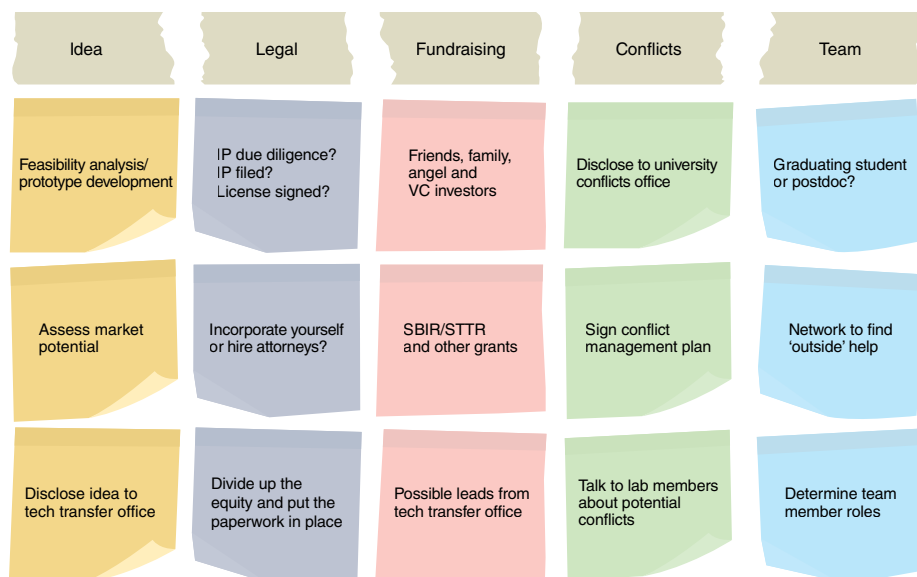 Idea
Legal
Fundraising
Conflicts
Team
Feasibility analysis/
prototype development
IP due diligence?
IP filed?
License signed?
Friends, family,
angel and
VC investors
Disclose to university
conflicts office
Graduating student
or postdoc?
Assess market
potential
Incorporate yourself
or hire attorneys?
SBIR/STTR
and other grants
Sign conflict
management plan
Network to find
‘outside’ help
Disclose idea to
tech transfer office
Divide up the
equity and put the
paperwork in place
Possible leads from
tech transfer office
Talk to lab members
about potential
conflicts
Determine team
member roles